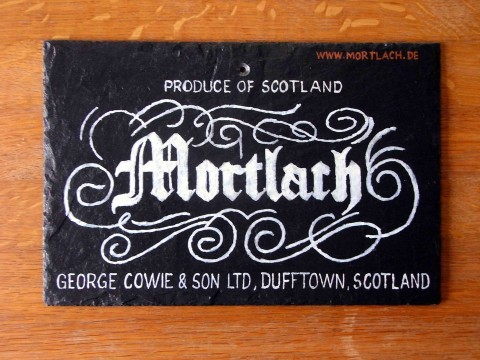 WWW.MORTLACH.DE
PRODUCE OF SCOTLAND
Mortlach
GEORGE COWIE & SON LTD, DUFFTOWN, SCOTLAND